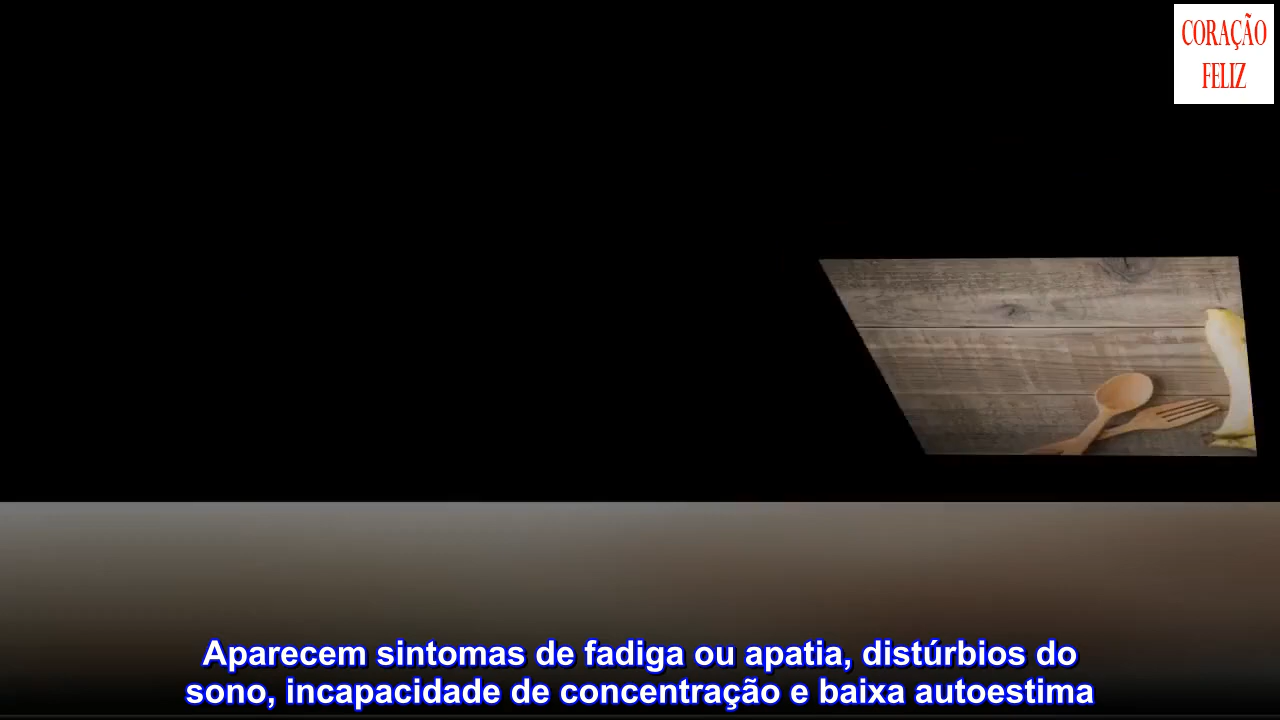 CORAÇÃO
FELIZ
Aparecem sintomas de fadiga ou apatia, distúrbios do
sono, incapacidade de concentração e baixa autoestima